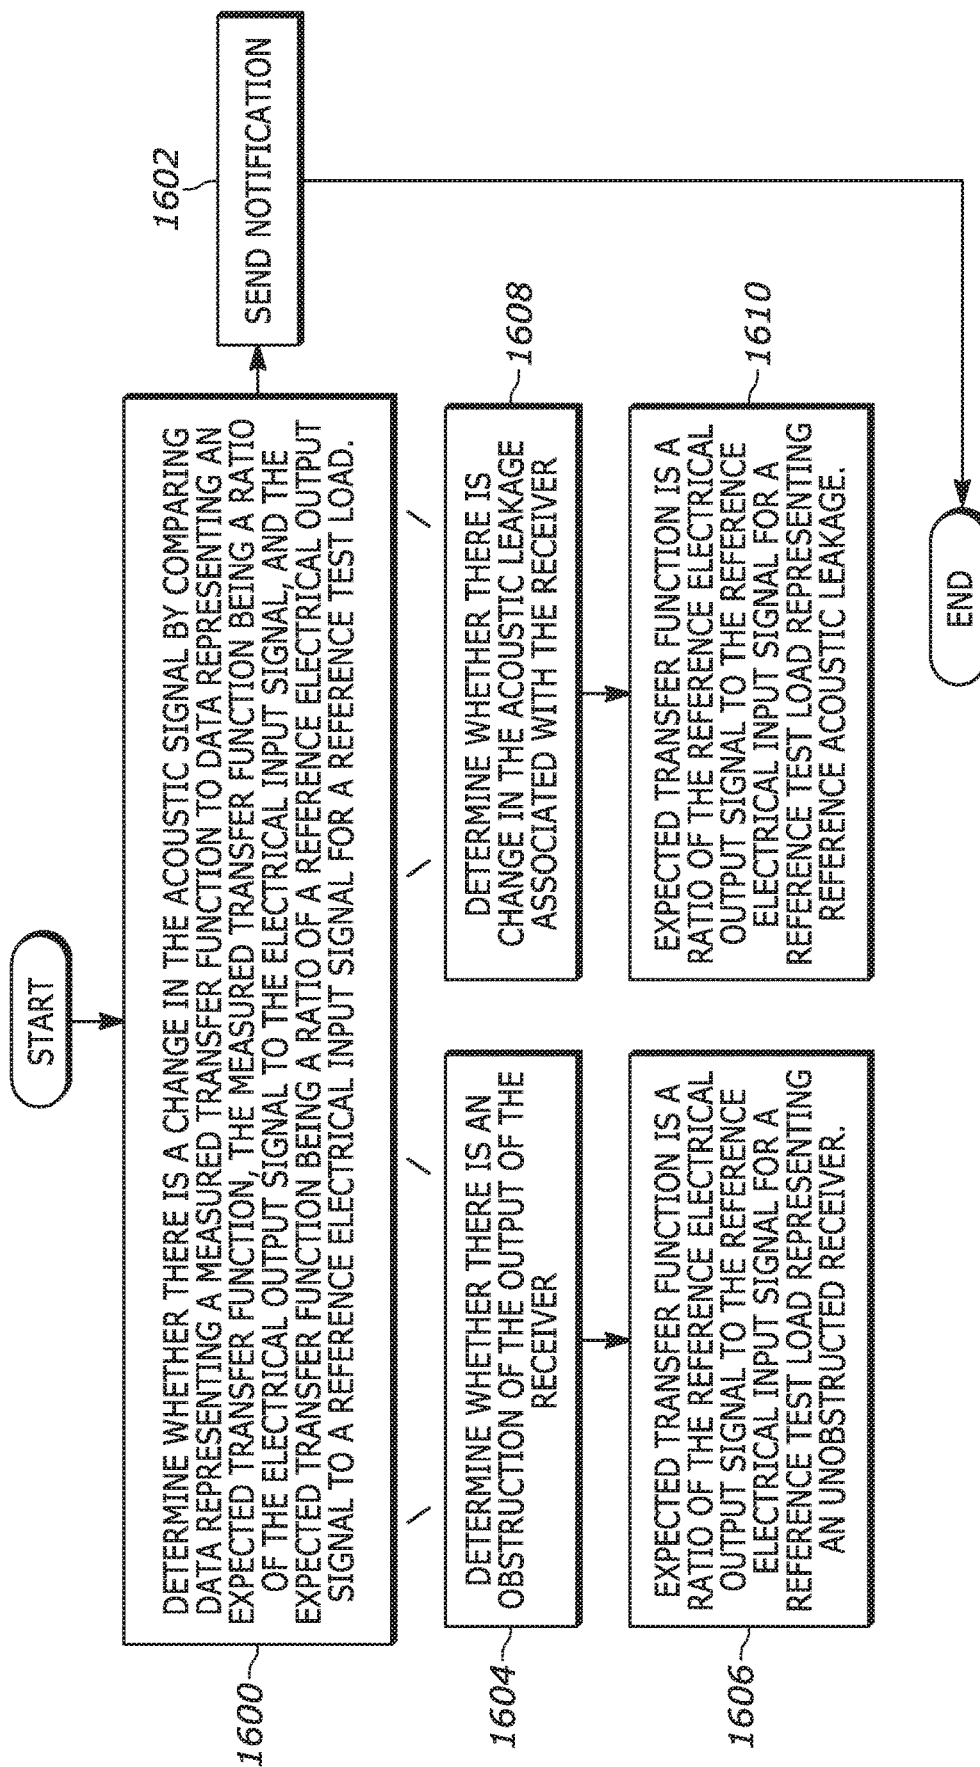 START
1600
DETERMINE WHETHER THERE IS A CHANGE IN THE ACOUSTIC SIGNAL BY COMPARING
DATA REPRESENTING A MEASURED TRANSFER FUNCTION TO DATA REPRESENTING AN
EXPECTED TRANSFER FUNCTION, THE MEASURED TRANSFER FUNCTION BEING A RATIO
OF THE ELECTRICAL OUTPUT SIGNAL TO THE ELECTRICAL INPUT SIGNAL, AND THE
EXPECTED TRANSFER FUNCTION BEING A RATIO OF A REFERENCE ELECTRICAL OUTPUT
SIGNAL TO A REFERENCE ELECTRICAL INPUT SIGNAL FOR A REFERENCE TEST LOAD.
1602
SEND NOTIFICATION
1604
DETERMINE WHETHER THERE IS AN
OBSTRUCTION OF THE OUTPUT OF THE
RECEIVER
1608
DETERMINE WHETHER THERE IS
CHANGE IN THE ACOUSTIC LEAKAGE
ASSOCIATED WITH THE RECEIVER
1606
EXPECTED TRANSFER FUNCTION IS A
RATIO OF THE REFERENCE ELECTRICAL
OUTPUT SIGNAL TO THE REFERENCE
ELECTRICAL INPUT SIGNAL FOR A
REFERENCE TEST LOAD REPRESENTING
AN UNOBSTRUCTED RECEIVER.
1610
EXPECTED TRANSFER FUNCTION IS A
RATIO OF THE REFERENCE ELECTRICAL
OUTPUT SIGNAL TO THE REFERENCE
ELECTRICAL INPUT SIGNAL FOR A
REFERENCE TEST LOAD REPRESENTING
REFERENCE ACOUSTIC LEAKAGE.
END